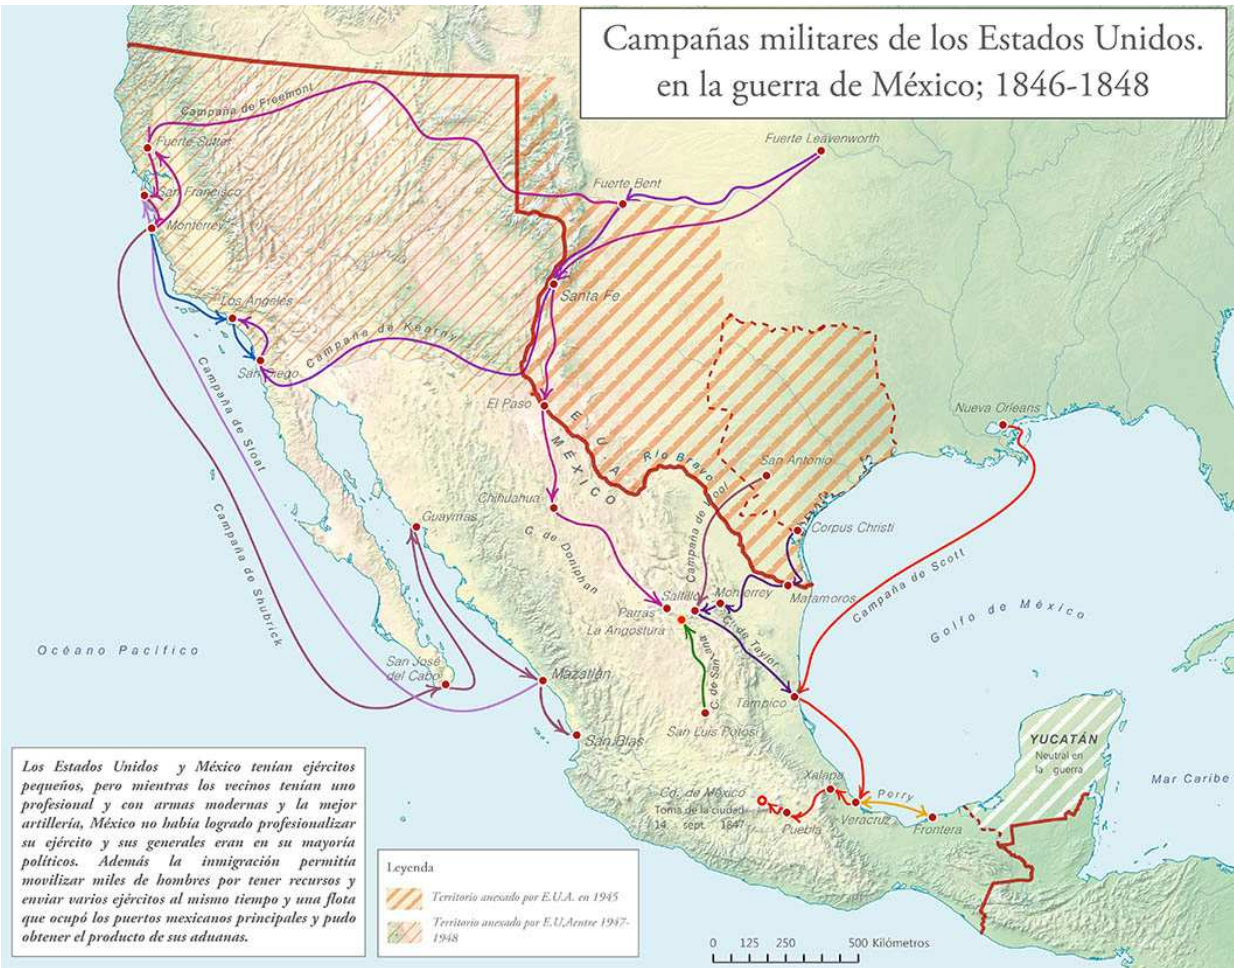 Campañas militares de los Estados Unidos.
en la guerra de México; 1846-1848
Campaña de Freemont
Fuerte Leavenworth
Fuerte Sutter
Fuerte Bent
San Francisco
Monterrey
Santa Fe
Los Angeles
Campaña de Kearny
San Diego
Campaña de Sloat
El Paso
E. U. A.
MÉXICO
Río Bravo
Nueva Orleans
San Antonio
Campaña de Wool
Chihuahua
Guaymas
Corpus Christi
C. de Doniphan
Campaña de Shubrick
Campaña de Scott
Saltillo
Monterrey
Matamoros
Parras
La Angostura
C. de Taylor
Golfo de México
Océano Pacífico
San José
del Cabo
Mazatlán
C. de San
ana
Tampico
San Luis Potosí
San Blas
YUCATÁN
Neutral en
la guerra
Mar Caribe
Xalapa
Cd. de México
Toma de la ciudad
14 sept. 1847
Puebla
Veracruz
Perry
Frontera
Los Estados Unidos y México tenían ejércitos
pequeños, pero mientras los vecinos tenían uno
profesional y con armas modernas y la mejor
artillería, México no había logrado profesionalizar
su ejército y sus generales eran en su mayoría
políticos. Además la inmigración permitía
movilizar miles de hombres por tener recursos y
enviar varios ejércitos al mismo tiempo y una flota
que ocupó los puertos mexicanos principales y pudo
obtener el producto de sus aduanas.
Leyenda
Territorio anexado por E.U.A. en 1945
Territorio anexado por E.U,Aentre 1947-
1948
0 125 250 500 Kilómetros